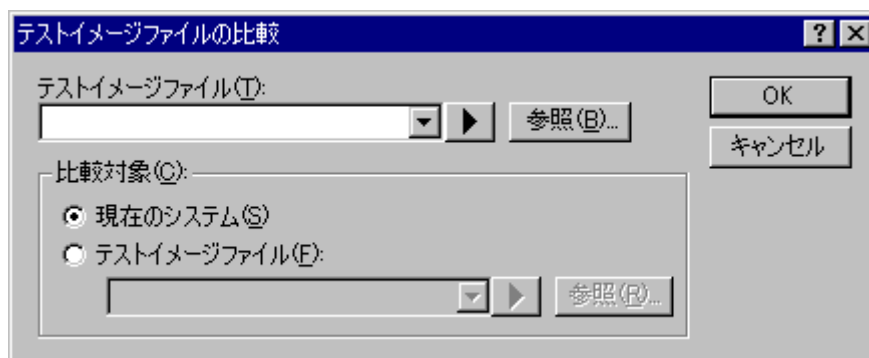 テストイメージファイルの比較
テストイメージファイル(T):
参照(B)...
OK
キャンセル
比較対象(C):
現在のシステム(S)
テストイメージファイル(F):
参照(R)...